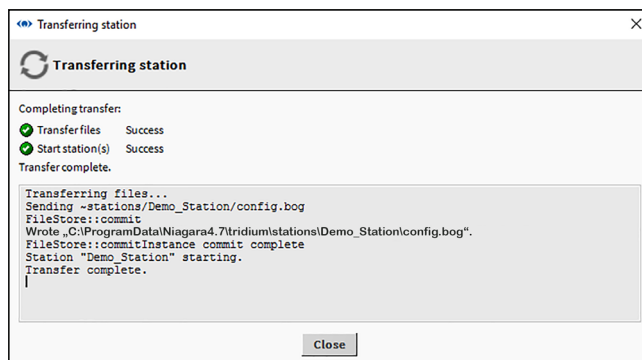 Transferring station
Transferring station
Completing transfer:
Transfer files Success
Start station(s) Success
Transfer complete.
Transferring files...
Sending ~stations/Demo_Station/config.bog
FileStore::commit
Wrote „C:\ProgramData\Niagara4.7\tridium\stations\Demo_Station\config.bog“.
FileStore::commitInstance commit complete
Station "Demo_Station" starting.
Transfer complete.
Close